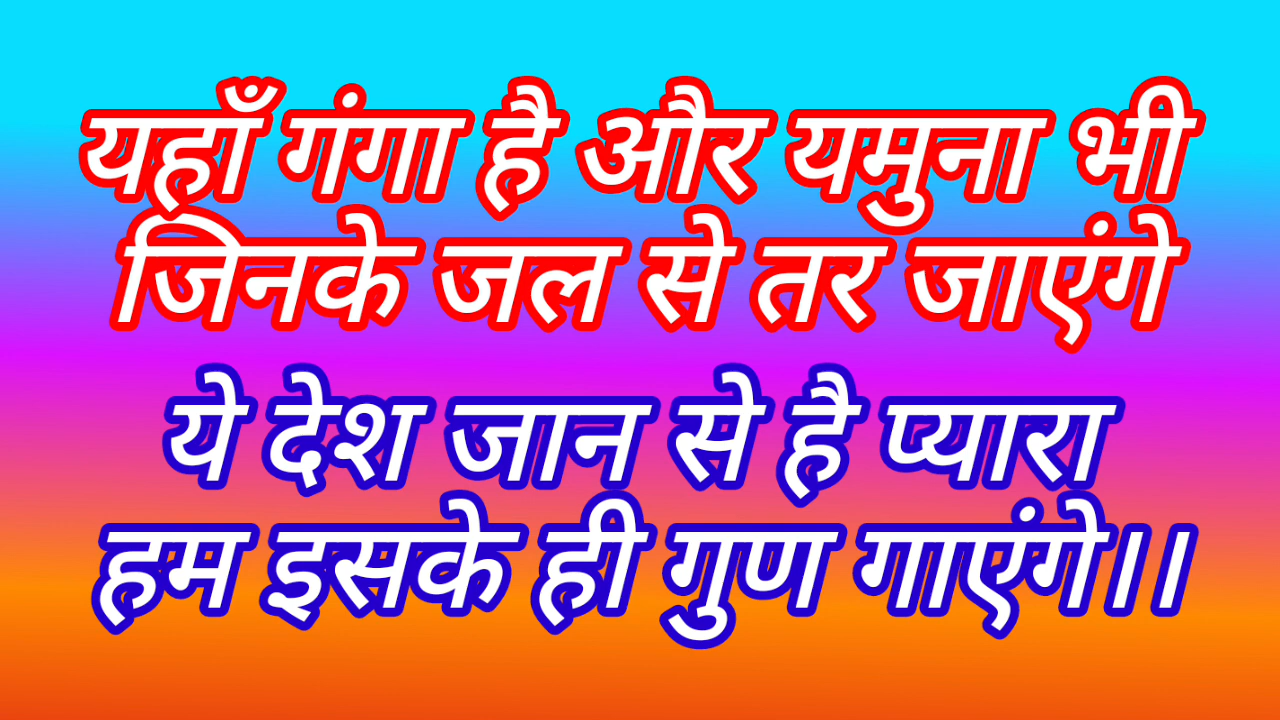 यहाँ गंगा है और यमुना भी
जिनके जल से तर जाएंगे
ये देश जान से है प्यारा
हम इसके ही गुण गाएंगे।।